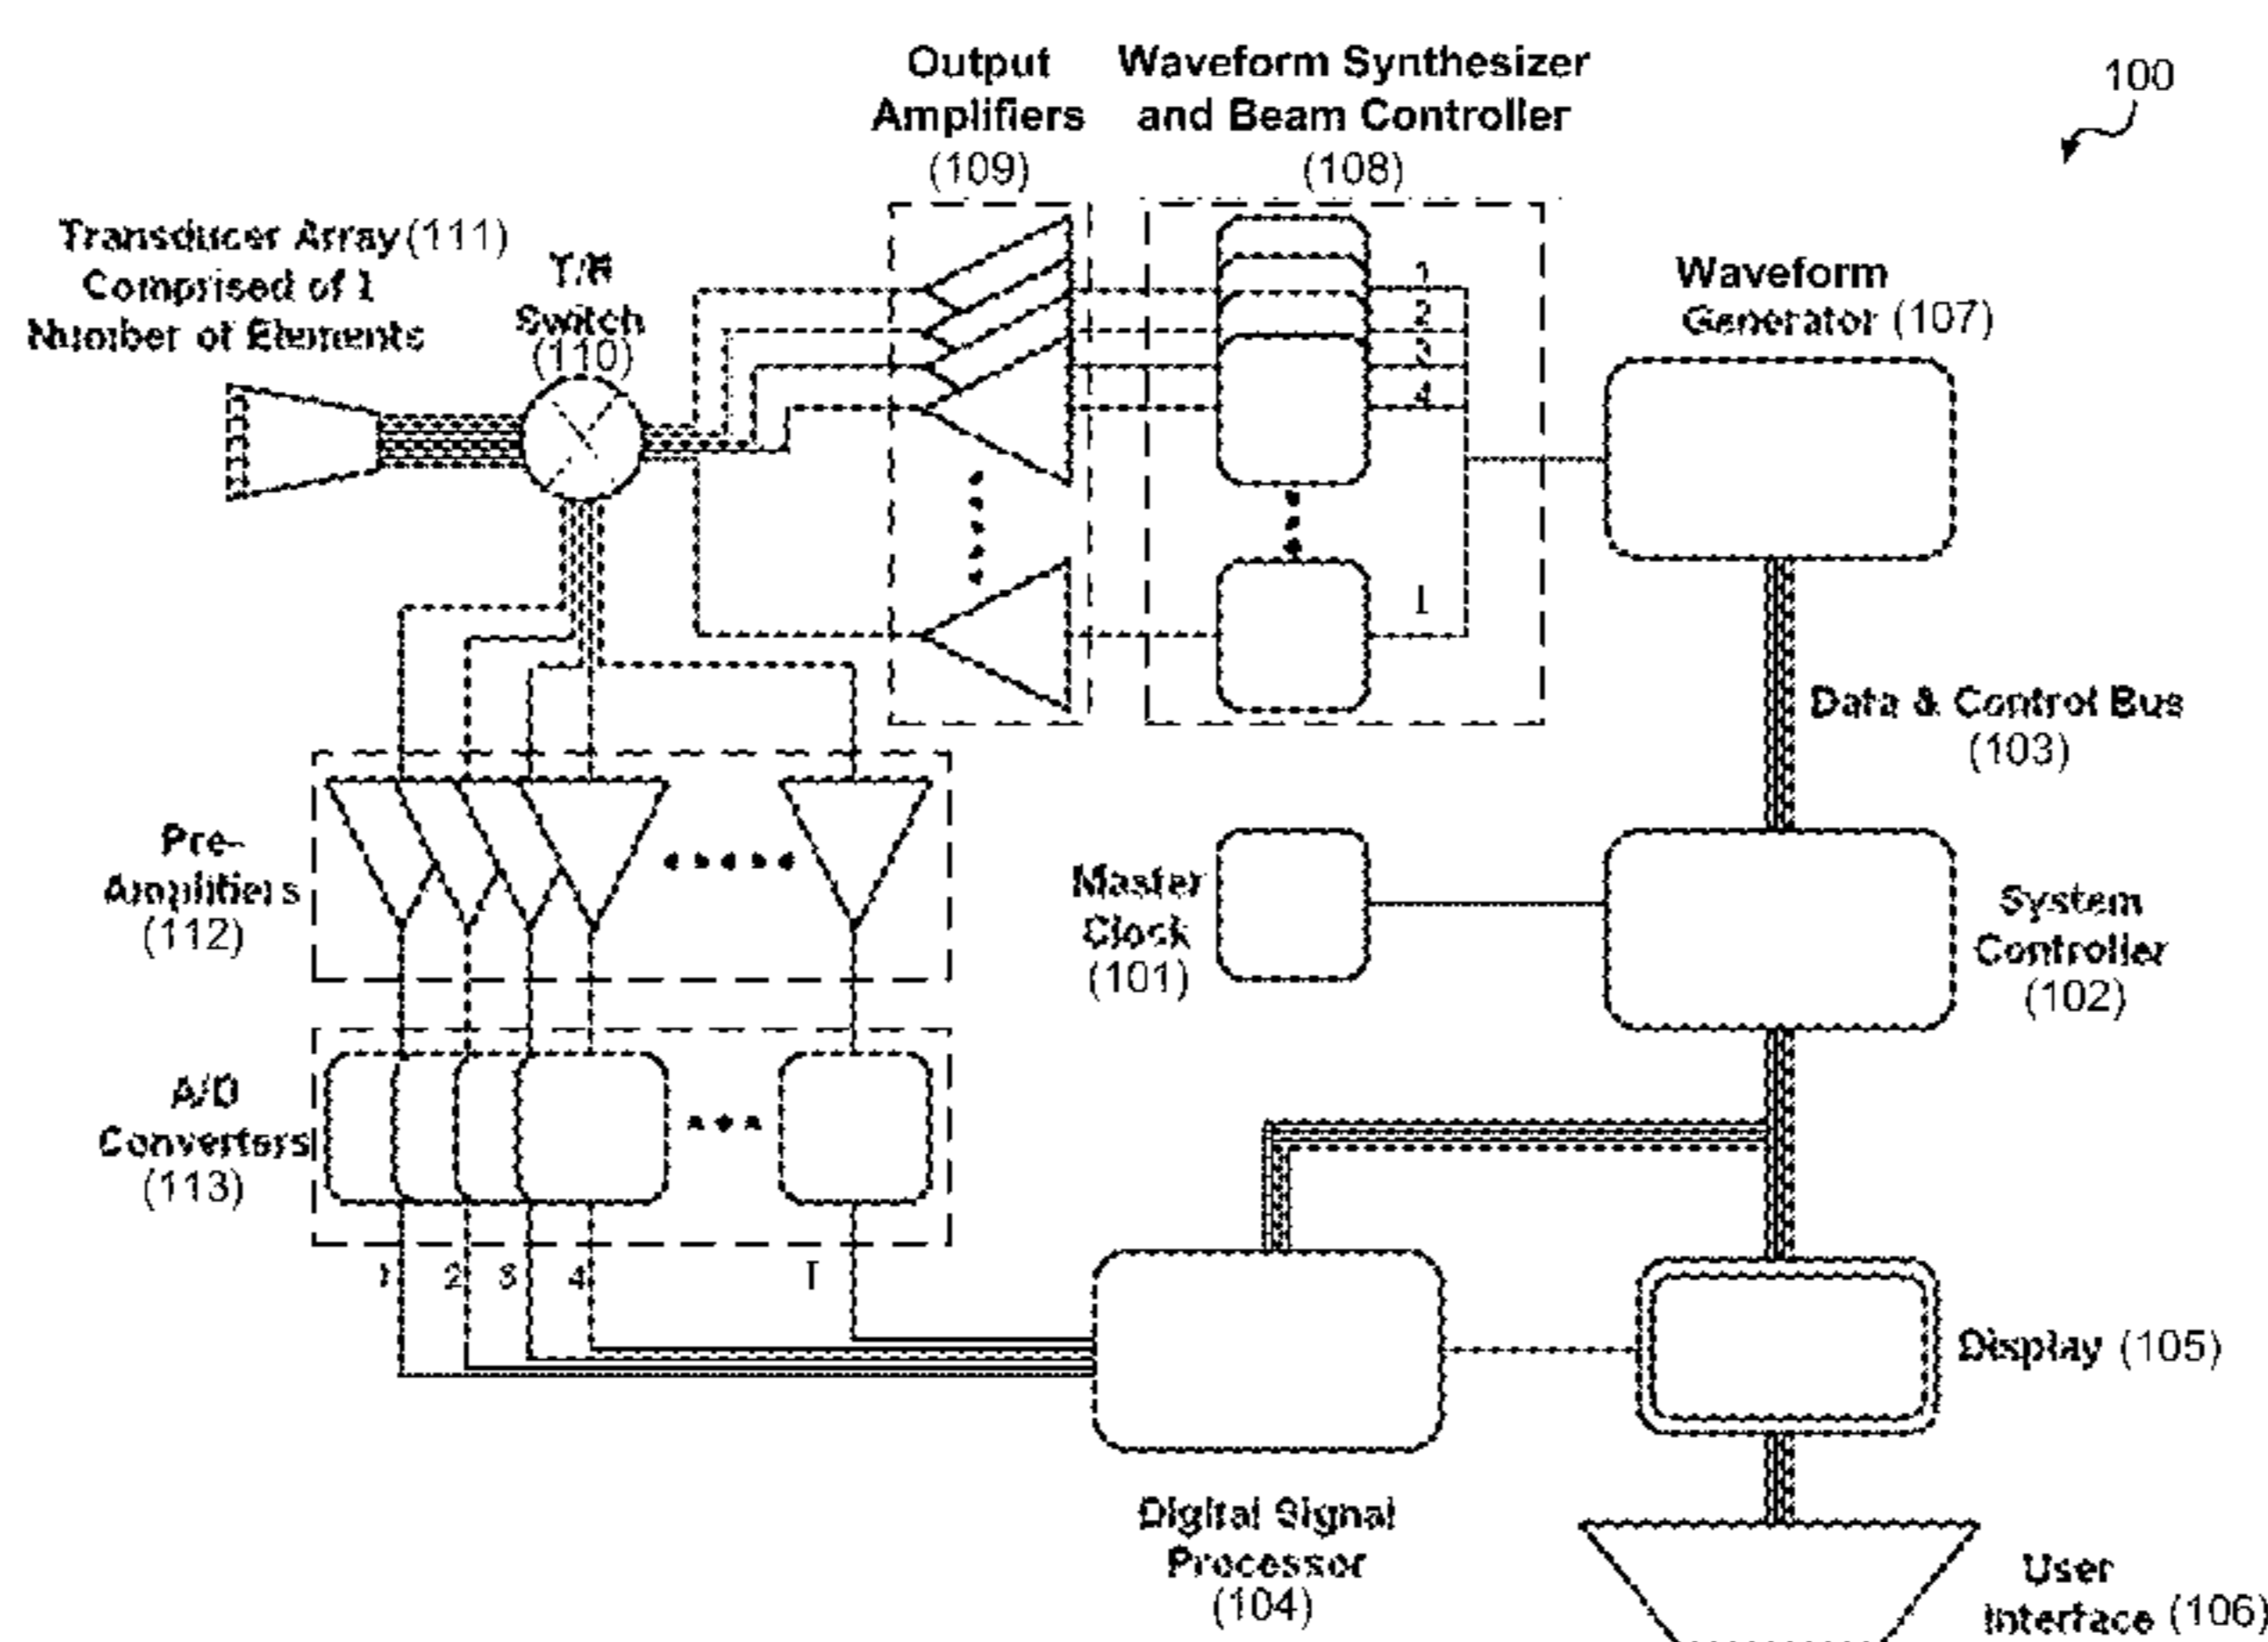 Output
Amplifiers
(109)
Waveform Synthesizer
and Beam Controller
(108)
100
Transducer Array (111)
Comprised of I
Number of Elements
T/R
Switch
(110)
1
2
3
4
I
Waveform
Generator (107)
Data & Control Bus
(103)
Pre-
Amplifiers
(112)
Master
Clock
(101)
System
Controller
(102)
A/D
Converters
(113)
1 2 3 4 I
Display (105)
Digital Signal
Processor
(104)
User
Interface (106)